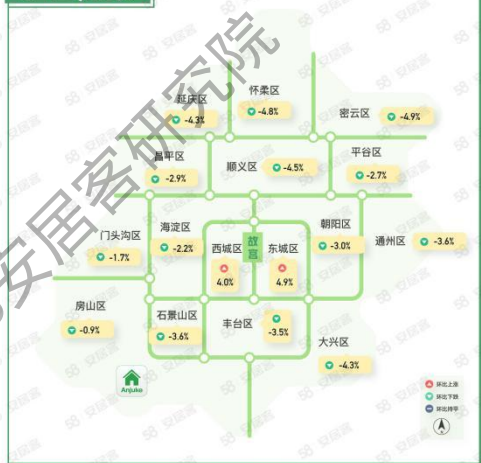 怀柔区
-4.8%
延庆区
-4.3%
密云区
-4.9%
昌平区
-2.9%
顺义区
-4.5%
平谷区
-2.7%
门头沟区
-1.7%
海淀区
-2.2%
西城区
4.0%
故宫
东城区
4.9%
朝阳区
-3.0%
通州区
-3.6%
房山区
-0.9%
石景山区
-3.6%
丰台区
-3.5%
大兴区
-4.3%
Anjuke
环比上涨
环比下跌
环比持平
安居客研究院
58 安居客